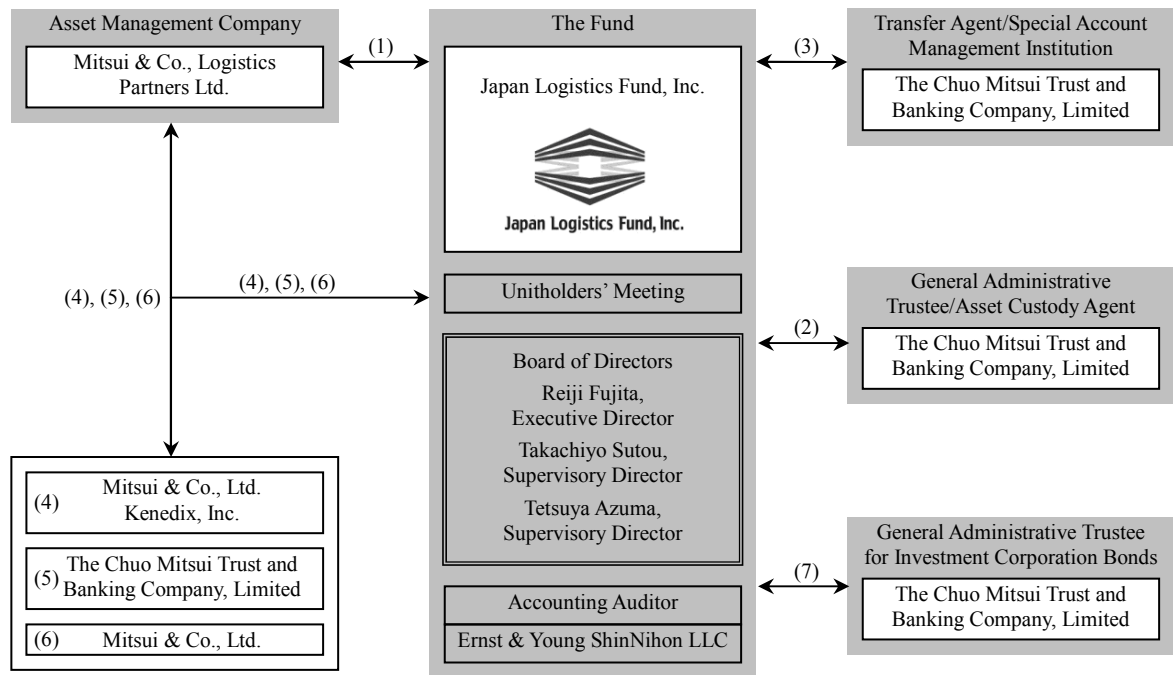 Asset Management Company
Mitsui & Co., Logistics
Partners Ltd.
(1)
The Fund
Japan Logistics Fund, Inc.
Japan Logistics Fund, Inc.
(3)
Transfer Agent/Special Account
Management Institution
The Chuo Mitsui Trust and
Banking Company, Limited
(4), (5), (6)
(4), (5), (6)
Unitholders’ Meeting
General Administrative
Trustee/Asset Custody Agent
(2)
The Chuo Mitsui Trust and
Banking Company, Limited
Board of Directors
Reiji Fujita,
Executive Director
Takachiyo Sutou,
Supervisory Director
Tetsuya Azuma,
Supervisory Director
(4)
Mitsui & Co., Ltd.
Kenedix, Inc.
(5)
The Chuo Mitsui Trust and
Banking Company, Limited
(6)
Mitsui & Co., Ltd.
Accounting Auditor
Ernst & Young ShinNihon LLC
(7)
General Administrative Trustee
for Investment Corporation Bonds
The Chuo Mitsui Trust and
Banking Company, Limited